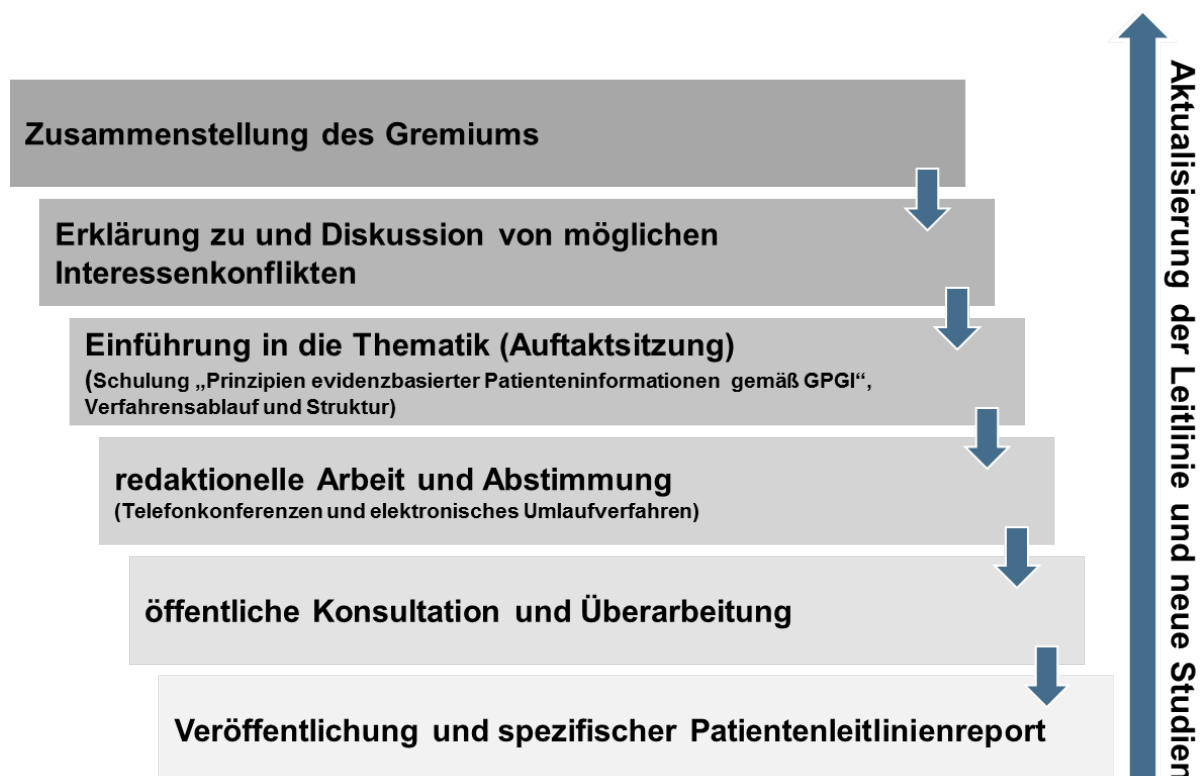 Zusammenstellung des Gremiums
Erklärung zu und Diskussion von möglichen
Interessenkonflikten
Einführung in die Thematik (Auftaktsitzung)
(Schulung „Prinzipien evidenzbasierter Patienteninformationen gemäß GPGI“,
Verfahrensablauf und Struktur)
redaktionelle Arbeit und Abstimmung
(Telefonkonferenzen und elektronisches Umlaufverfahren)
öffentliche Konsultation und Überarbeitung
Veröffentlichung und spezifischer Patientenleitlinienreport
Aktualisierung der Leitlinie und neue Studien